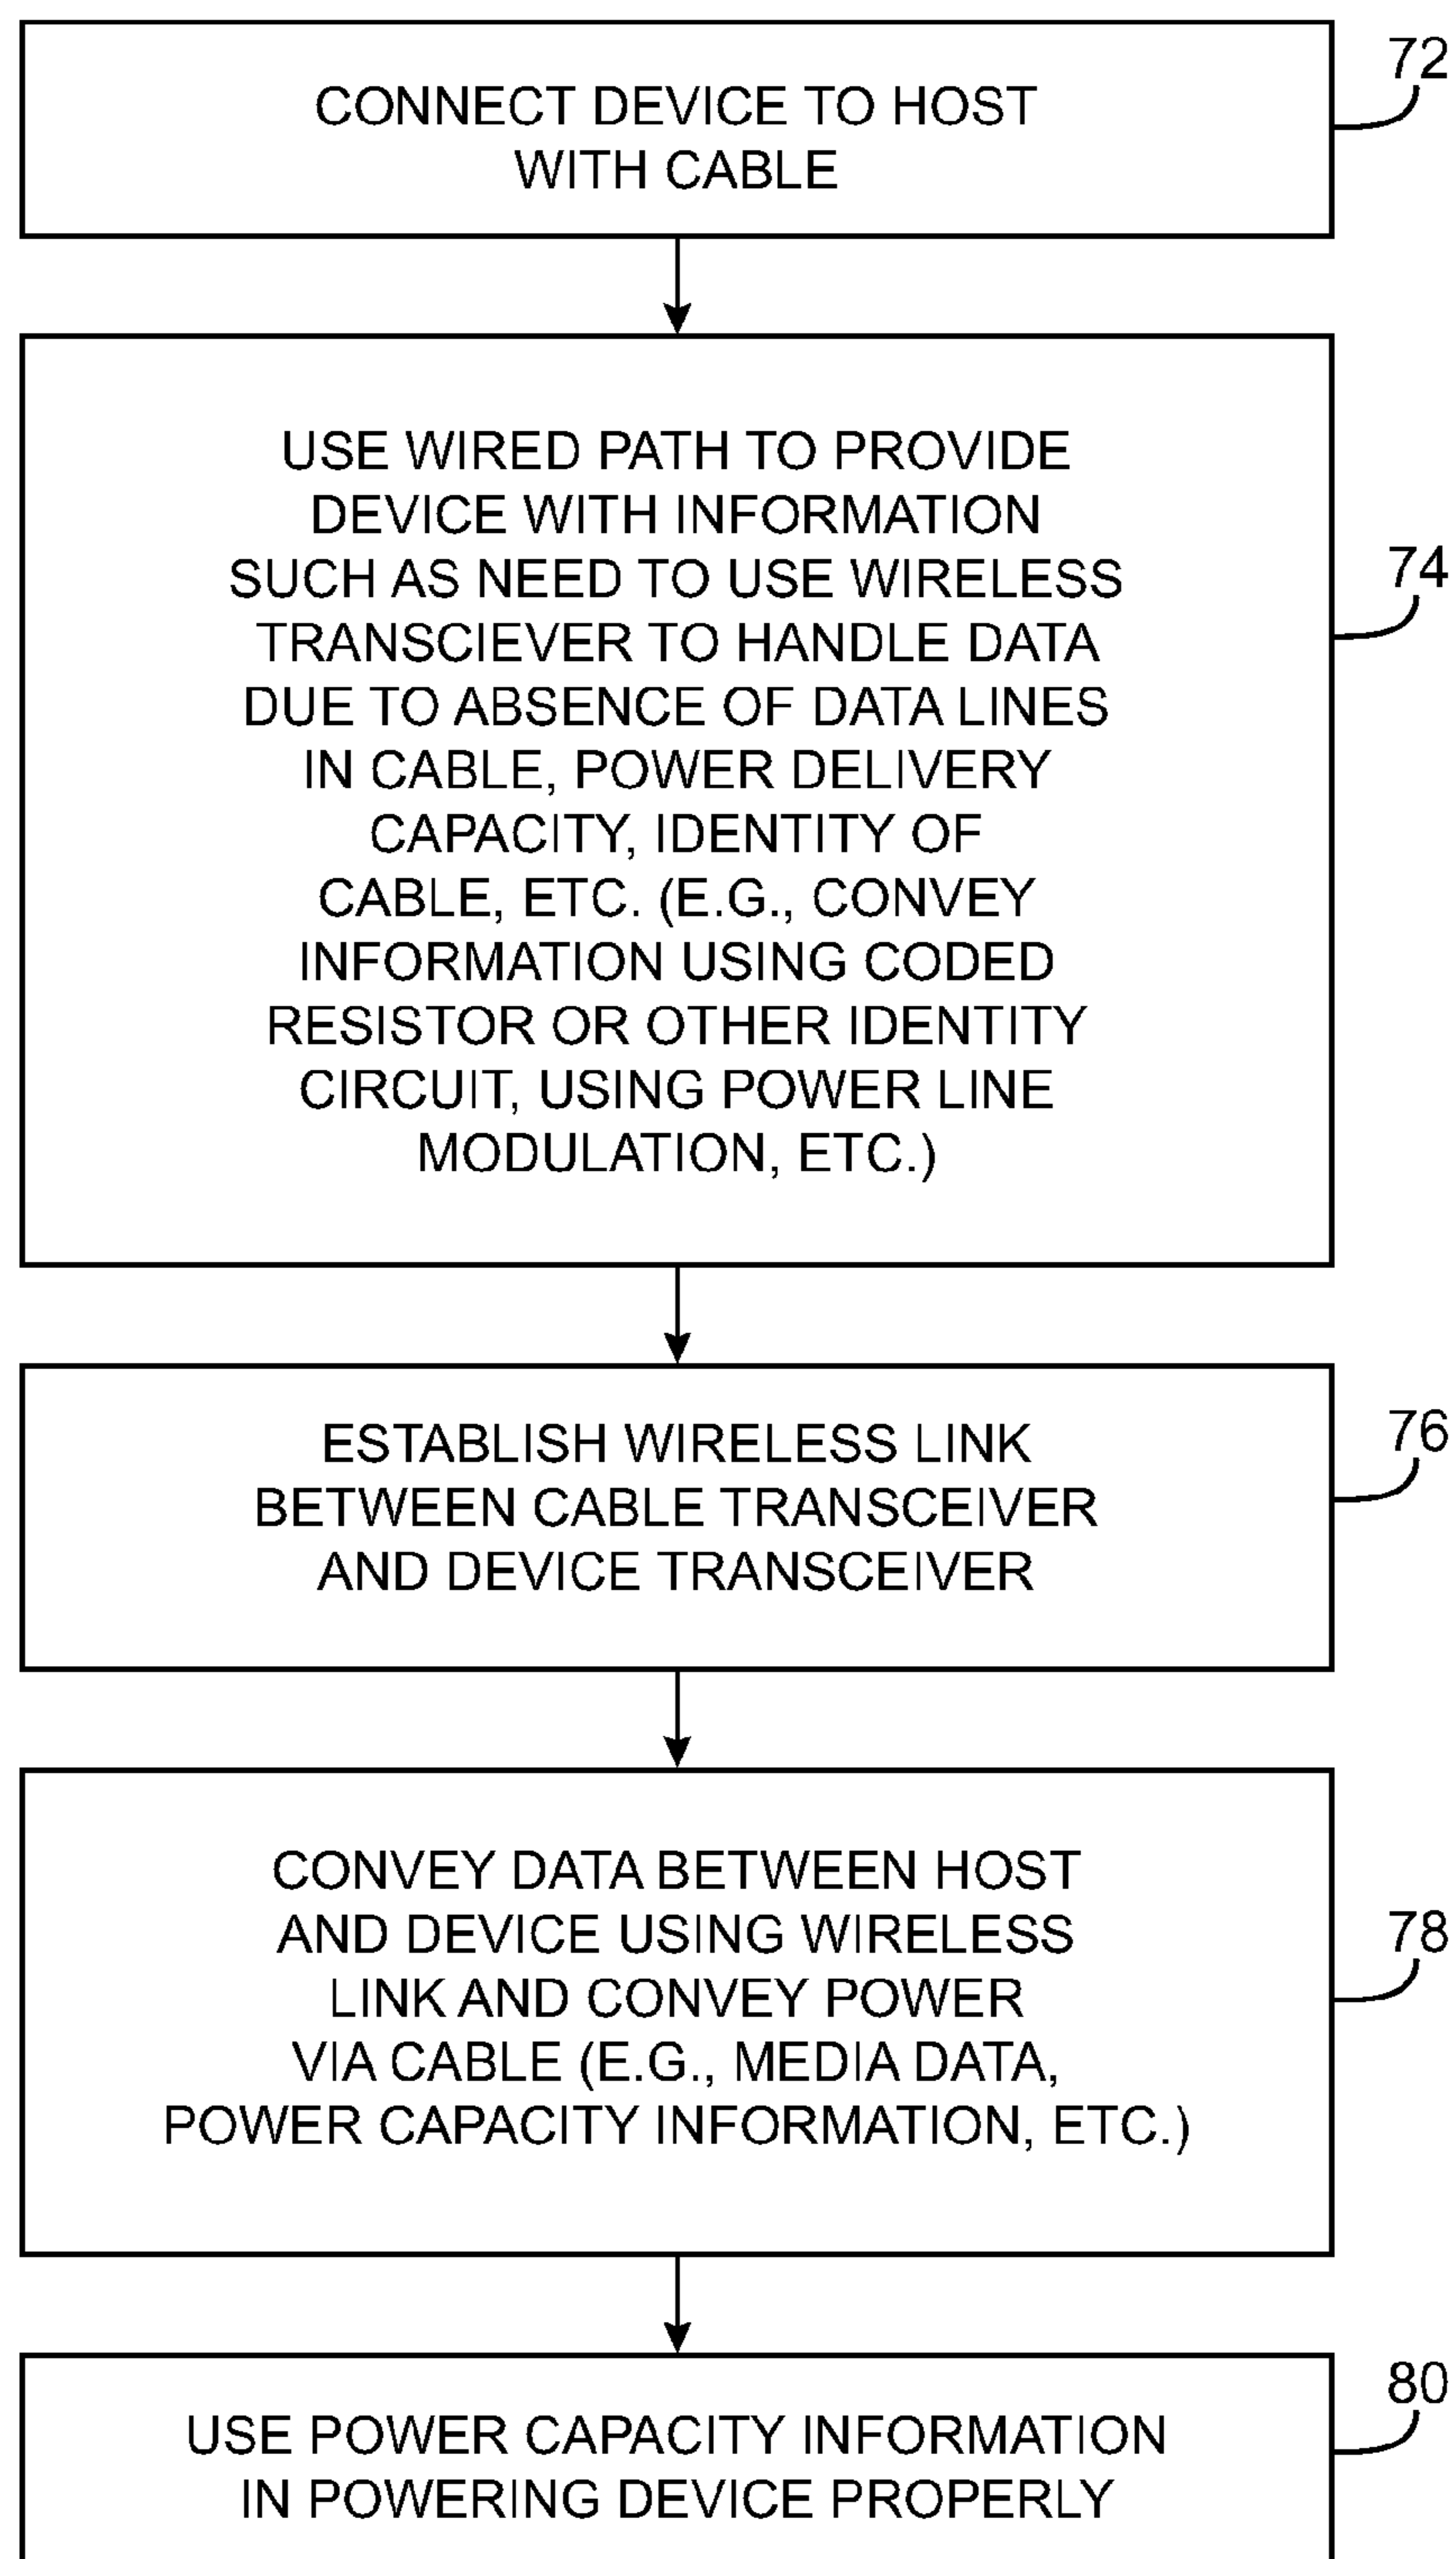 72
CONNECT DEVICE TO HOST
WITH CABLE
USE WIRED PATH TO PROVIDE
DEVICE WITH INFORMATION
SUCH AS NEED TO USE WIRELESS
TRANSCIEVER TO HANDLE DATA
DUE TO ABSENCE OF DATA LINES
IN CABLE, POWER DELIVERY
CAPACITY, IDENTITY OF
CABLE, ETC. (E.G., CONVEY
INFORMATION USING CODED
RESISTOR OR OTHER IDENTITY
CIRCUIT, USING POWER LINE
MODULATION, ETC.)
74
ESTABLISH WIRELESS LINK
BETWEEN CABLE TRANSCEIVER
AND DEVICE TRANSCEIVER
76
CONVEY DATA BETWEEN HOST
AND DEVICE USING WIRELESS
LINK AND CONVEY POWER
VIA CABLE (E.G., MEDIA DATA,
POWER CAPACITY INFORMATION, ETC.)
78
80
USE POWER CAPACITY INFORMATION
IN POWERING DEVICE PROPERLY